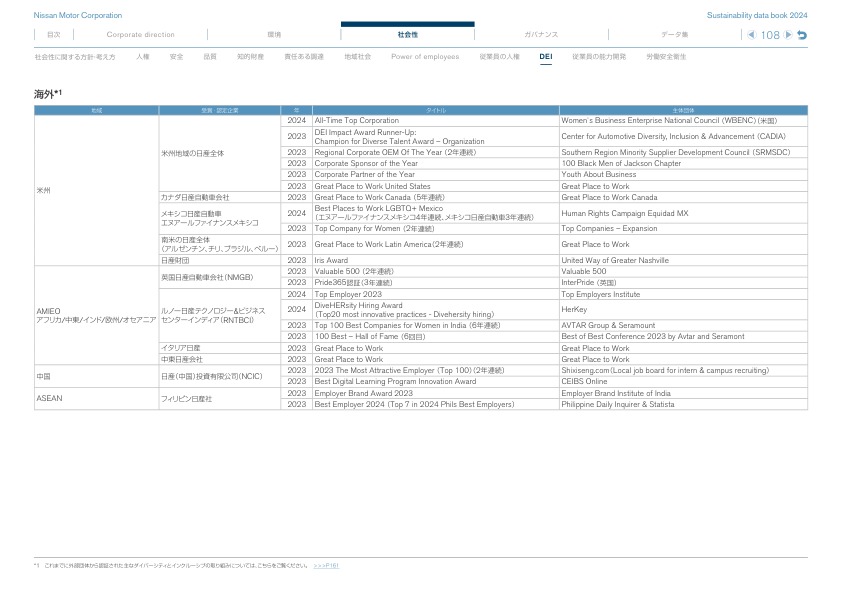 Nissan Motor Corporation
Sustainability data book 2024
目次
Corporate direction
環境
社会性
ガバナンス
データ集
108
社会性に関する方針・考え方
人権
安全
品質
知的財産
責任ある調達
地域社会
Power of employees
従業員の人権
DEI
従業員の能力開発
労働安全衛生
海外*1
地域 受賞・認定企業 年 タイトル 主体団体
米州
米州地域の日産全体
2024 All-Time Top Corporation Women's Business Enterprise National Council (WBENC) (米国)
2023 DEI Impact Award Runner-Up:
Champion for Diverse Talent Award – Organization
Center for Automotive Diversity, Inclusion & Advancement (CADIA)
2023 Regional Corporate OEM Of The Year (2年連続) Southern Region Minority Supplier Development Council (SRMSDC)
2023 Corporate Sponsor of the Year 100 Black Men of Jackson Chapter
2023 Corporate Partner of the Year Youth About Business
2023 Great Place to Work United States Great Place to Work
カナダ日産自動車会社 2023 Great Place to Work Canada (5年連続) Great Place to Work Canada
メキシコ日産自動車
エヌアールファイナンスメキシコ
2024 Best Places to Work LGBTQ+ Mexico
(エヌアールファイナンスメキシコ4年連続、メキシコ日産自動車3年連続)
Human Rights Campaign Equidad MX
2023 Top Company for Women (2年連続) Top Companies – Expansion
南米の日産全体
(アルゼンチン、チリ、ブラジル、ペルー)
2023 Great Place to Work Latin America(2年連続) Great Place to Work
日産財団 2023 Iris Award United Way of Greater Nashville
AMIEO
アフリカ/中東/インド/欧州/オセアニア
英国日産自動車会社(NMGB)
2023 Valuable 500 (2年連続) Valuable 500
2023 Pride365認証(3年連続) InterPride (英国)
ルノー日産テクノロジー&ビジネス
センターインディア(RNTBCI)
2024 Top Employer 2023 Top Employers Institute
2024 DiveHERsity Hiring Award
(Top20 most innovative practices - Divehersity hiring)
HerKey
2023 Top 100 Best Companies for Women in India (6年連続) AVTAR Group & Seramount
2023 100 Best – Hall of Fame (6回目) Best of Best Conference 2023 by Avtar and Seramont
イタリア日産 2023 Great Place to Work Great Place to Work
中東日産会社 2023 Great Place to Work Great Place to Work
中国
日産(中国)投資有限公司(NCIC)
2023 2023 The Most Attractive Employer (Top 100) (2年連続) Shixiseng.com(Local job board for intern & campus recruiting)
2023 Best Digital Learning Program Innovation Award CEIBS Online
ASEAN
フィリピン日産社
2023 Employer Brand Award 2023 Employer Brand Institute of India
2023 Best Employer 2024 (Top 7 in 2024 Phils Best Employers) Philippine Daily Inquirer & Statista
*1 これまでに外部団体から認証された主なダイバーシティとインクルーシブの取り組みについては、こちらをご覧ください。 >>>P161